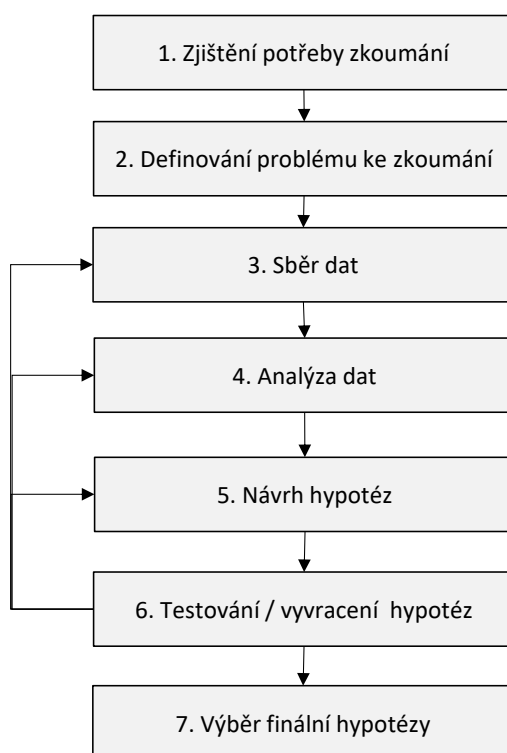 1. Zjištění potřeby zkoumání
2. Definování problému ke zkoumání
3. Sběr dat
4. Analýza dat
5. Návrh hypotéz
6. Testování / vyvracení  hypotéz
7. Výběr finální hypotézy